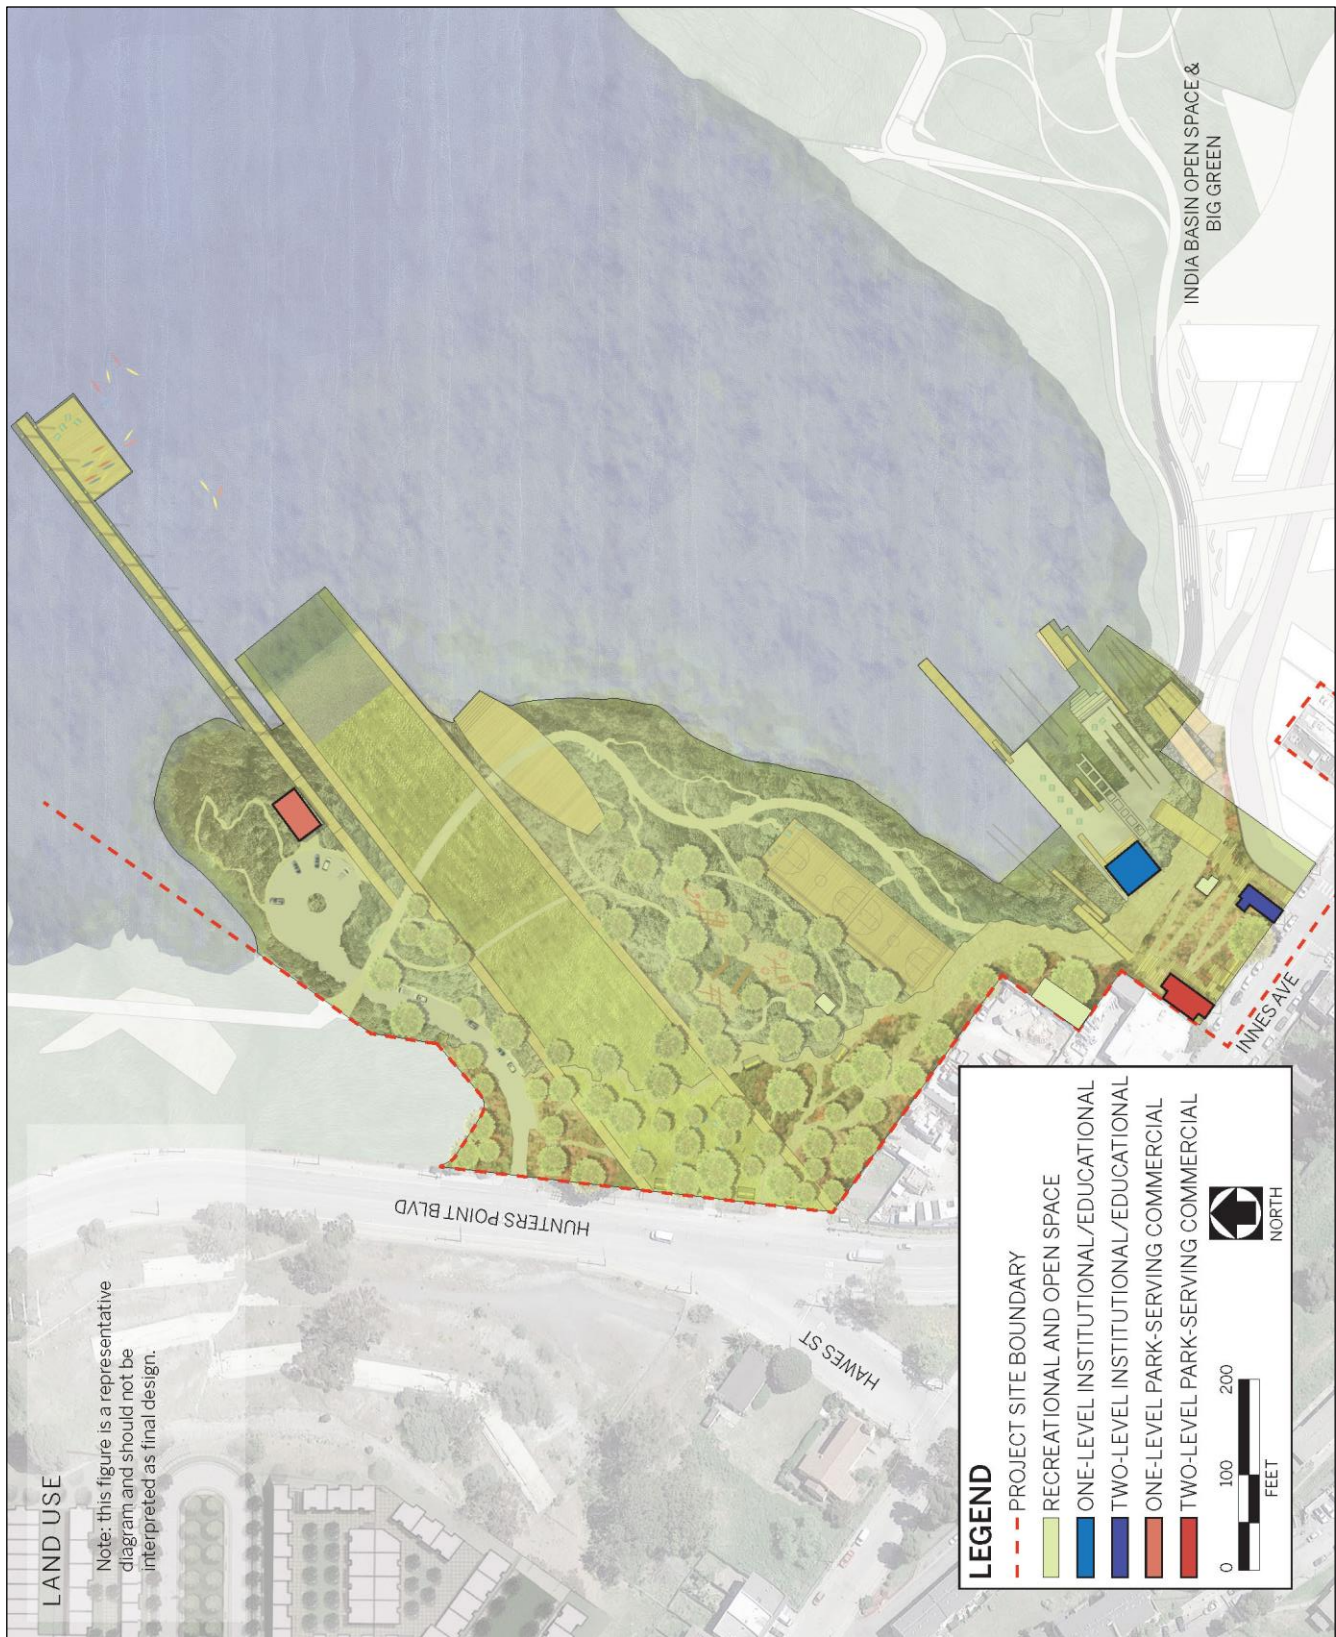 LAND USE
Note: this figure is a representative
diagram and should not be
interpreted as final design.
HUNTERS POINT BLVD
HAWES ST
INNES AVE
INDIA BASIN OPEN SPACE &
BIG GREEN
LEGEND
PROJECT SITE BOUNDARY
RECREATIONAL AND OPEN SPACE
ONE-LEVEL INSTITUTIONAL/EDUCATIONAL
TWO-LEVEL INSTITUTIONAL/EDUCATIONAL
ONE-LEVEL PARK-SERVING COMMERCIAL
TWO-LEVEL PARK-SERVING COMMERCIAL
0 100 200
FEET
NORTH